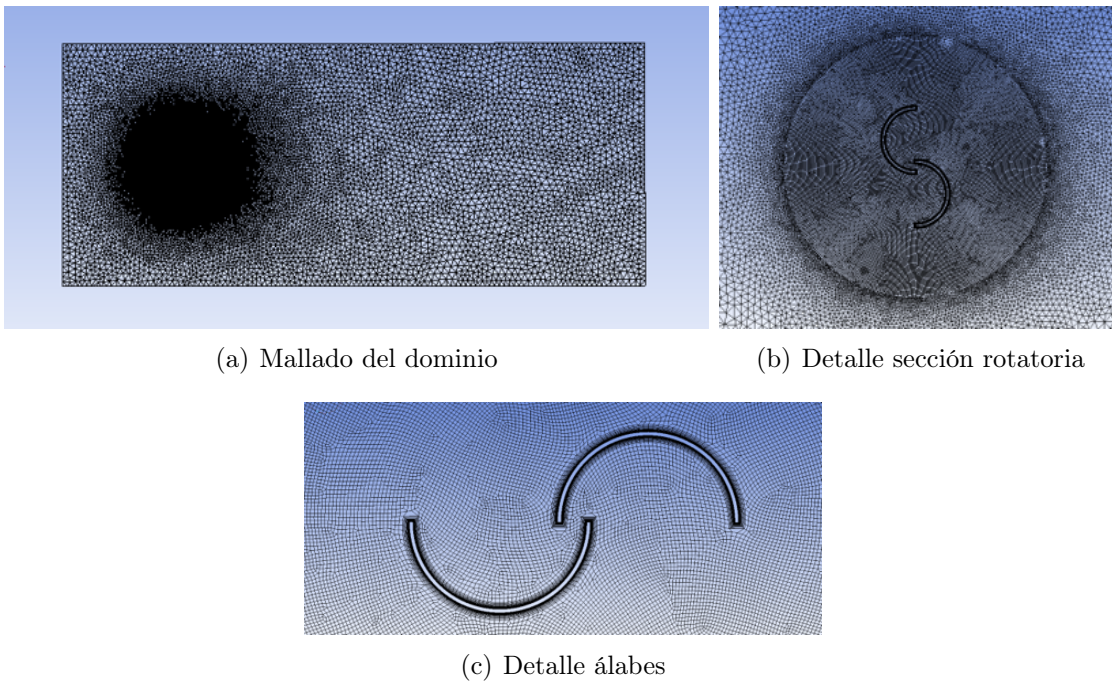 (a) Mallado del dominio
(b) Detalle sección rotatoria
(c) Detalle álabes